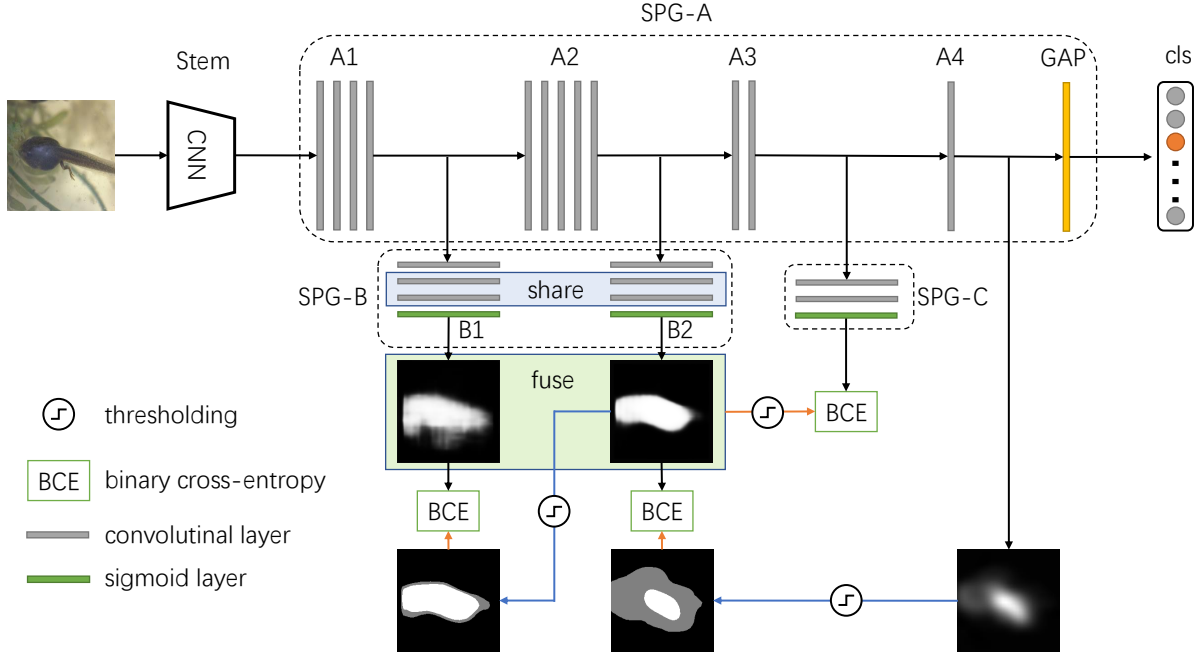 SPG-A
Stem
A1
A2
A3
A4
GAP
cls
CNN
SPG-B
share
SPG-C
B1
B2
fuse
thresholding
BCE
BCE
binary cross-entropy
BCE
BCE
convolutinal layer
sigmoid layer